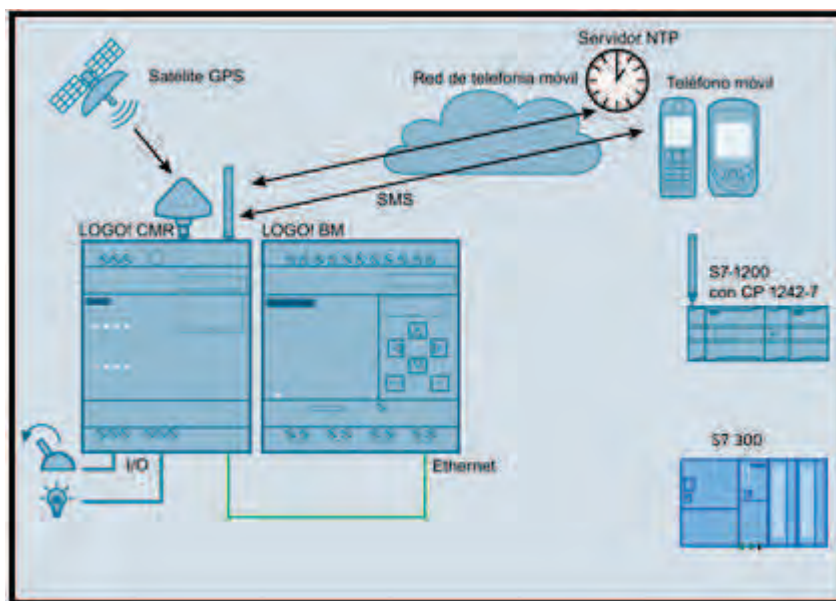 Servidor NTP
Satélite GPS
Red de telefonía móvil
Teléfono móvil
SMS
LOGO! CMR
LOGO! BM
S7-1200
con CP 1242-7
S7 300
I/O
Ethernet